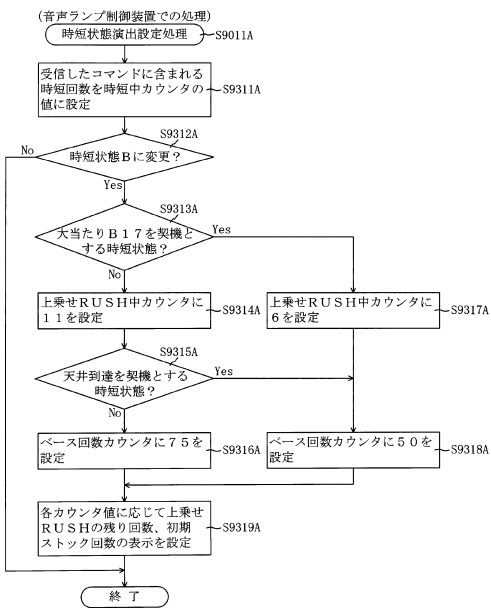 (音声ランプ制御装置での処理)
時短状態演出設定処理
S9011A
受信したコマンドに含まれる
時短回数を時短中カウンタの
値に設定
S9311A
S9312A
No
時短状態Bに変更?
Yes
S9313A
大当たりB17を契機と
する時短状態?
Yes
No
上乗せRUSH中カウンタに
11を設定
S9314A
上乗せRUSH中カウンタに
6を設定
S9317A
S9315A
天井到達を契機とする
時短状態?
Yes
No
ベース回数カウンタに75を
設定
S9316A
ベース回数カウンタに50を
設定
S9318A
各カウンタ値に応じて上乗せ
RUSHの残り回数、初期
ストック回数の表示を設定
S9319A
終了